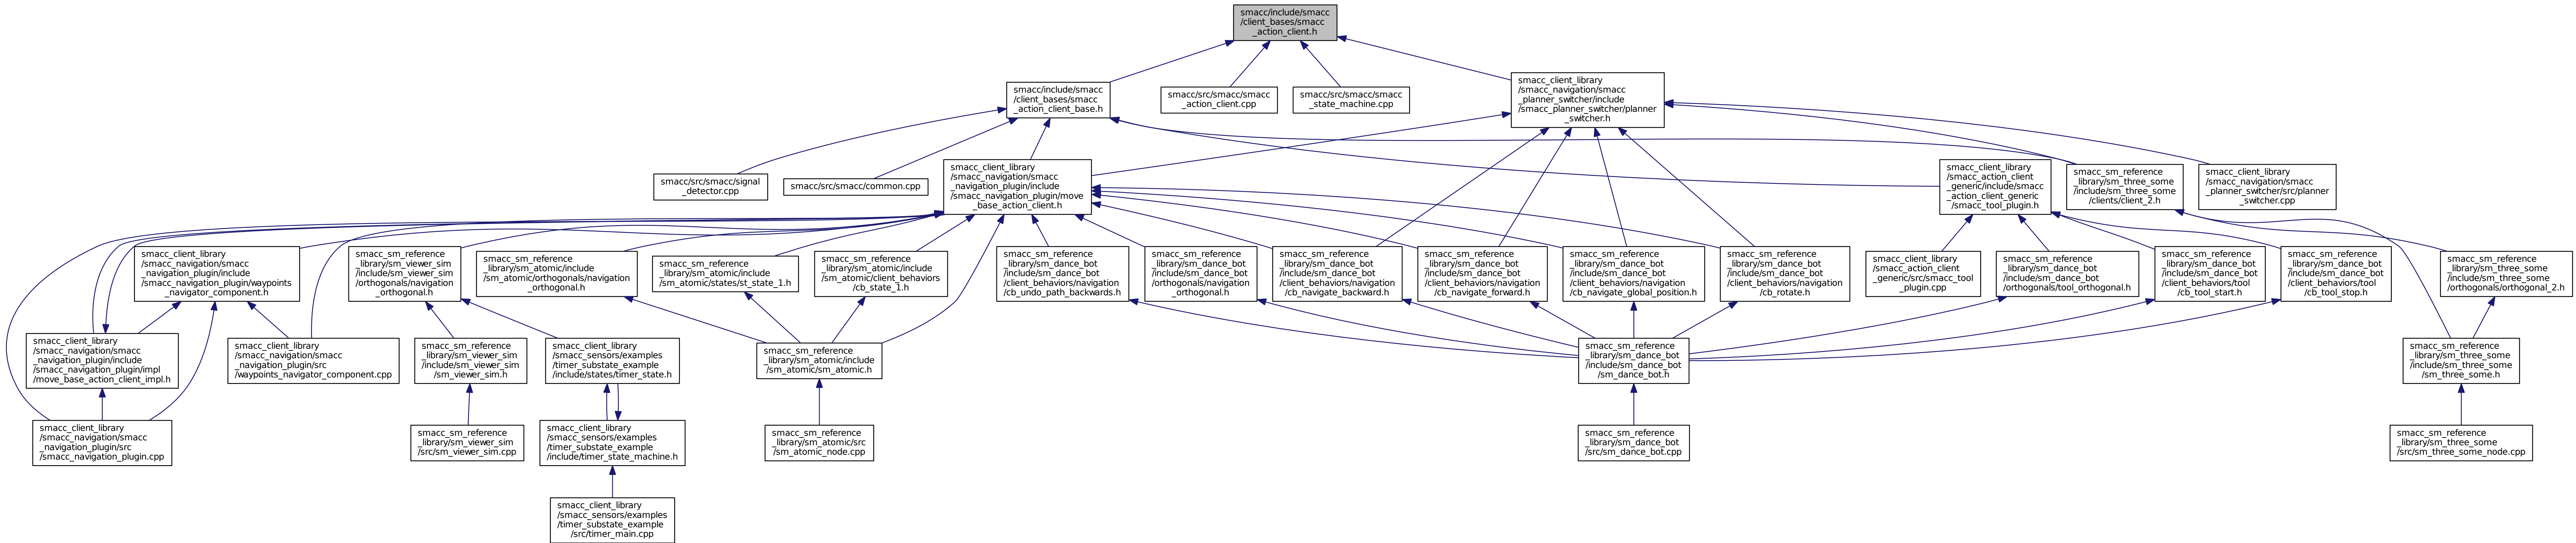 smacc/include/smacc
/client_bases/smacc
_action_client.h
smacc/include/smacc
/client_bases/smacc
_action_client_base.h
smacc/src/smacc/smacc
_action_client.cpp
smacc/src/smacc/smacc
_state_machine.cpp
smacc_client_library
/smacc_navigation/smacc
_planner_switcher/include
/smacc_planner_switcher/planner
_switcher.h
smacc/src/smacc/signal
_detector.cpp
smacc/src/smacc/common.cpp
smacc_client_library
/smacc_navigation/smacc
_navigation_plugin/include
/smacc_navigation_plugin/move
_base_action_client.h
smacc_client_library
/smacc_action_client
_generic/include/smacc
_action_client_generic
/smacc_tool_plugin.h
smacc_sm_reference
_library/sm_three_some
/include/sm_three_some
/clients/client_2.h
smacc_client_library
/smacc_navigation/smacc
_planner_switcher/src/planner
_switcher.cpp
smacc_client_library
/smacc_navigation/smacc
_navigation_plugin/include
/smacc_navigation_plugin/waypoints
_navigator_component.h
smacc_sm_reference
_library/sm_viewer_sim
/include/sm_viewer_sim
/orthogonals/navigation
_orthogonal.h
smacc_sm_reference
_library/sm_atomic/include
/sm_atomic/orthogonals/navigation
_orthogonal.h
smacc_sm_reference
_library/sm_atomic/include
/sm_atomic/states/st_state_1.h
smacc_sm_reference
_library/sm_atomic/include
/sm_atomic/client_behaviors
/cb_state_1.h
smacc_sm_reference
_library/sm_dance_bot
/include/sm_dance_bot
/client_behaviors/navigation
/cb_undo_path_backwards.h
smacc_sm_reference
_library/sm_dance_bot
/include/sm_dance_bot
/orthogonals/navigation
_orthogonal.h
smacc_sm_reference
_library/sm_dance_bot
/include/sm_dance_bot
/client_behaviors/navigation
/cb_navigate_backward.h
smacc_sm_reference
_library/sm_dance_bot
/include/sm_dance_bot
/client_behaviors/navigation
/cb_navigate_forward.h
smacc_sm_reference
_library/sm_dance_bot
/include/sm_dance_bot
/client_behaviors/navigation
/cb_navigate_global_position.h
smacc_sm_reference
_library/sm_dance_bot
/include/sm_dance_bot
/client_behaviors/navigation
/cb_rotate.h
smacc_client_library
/smacc_action_client
_generic/src/smacc_tool
_plugin.cpp
smacc_sm_reference
_library/sm_dance_bot
/include/sm_dance_bot
/orthogonals/tool_orthogonal.h
smacc_sm_reference
_library/sm_dance_bot
/include/sm_dance_bot
/client_behaviors/tool
/cb_tool_start.h
smacc_sm_reference
_library/sm_dance_bot
/include/sm_dance_bot
/client_behaviors/tool
/cb_tool_stop.h
smacc_sm_reference
_library/sm_three_some
/include/sm_three_some
/orthogonals/orthogonal_2.h
smacc_client_library
/smacc_navigation/smacc
_navigation_plugin/include
/smacc_navigation_plugin/impl
/move_base_action_client_impl.h
smacc_client_library
/smacc_navigation/smacc
_navigation_plugin/src
/waypoints_navigator_component.cpp
smacc_sm_reference
_library/sm_viewer_sim
/include/sm_viewer_sim
/sm_viewer_sim.h
smacc_client_library
/smacc_sensors/examples
/timer_substate_example
/include/states/timer_state.h
smacc_sm_reference
_library/sm_atomic/include
/sm_atomic/sm_atomic.h
smacc_sm_reference
_library/sm_dance_bot
/include/sm_dance_bot
/sm_dance_bot.h
smacc_sm_reference
_library/sm_three_some
/include/sm_three_some
/sm_three_some.h
smacc_client_library
/smacc_navigation/smacc
_navigation_plugin/src
/smacc_navigation_plugin.cpp
smacc_sm_reference
_library/sm_viewer_sim
/src/sm_viewer_sim.cpp
smacc_client_library
/smacc_sensors/examples
/timer_substate_example
/include/timer_state_machine.h
smacc_sm_reference
_library/sm_atomic/src
/sm_atomic_node.cpp
smacc_sm_reference
_library/sm_dance_bot
/src/sm_dance_bot.cpp
smacc_sm_reference
_library/sm_three_some
/src/sm_three_some_node.cpp
smacc_client_library
/smacc_sensors/examples
/timer_substate_example
/src/timer_main.cpp